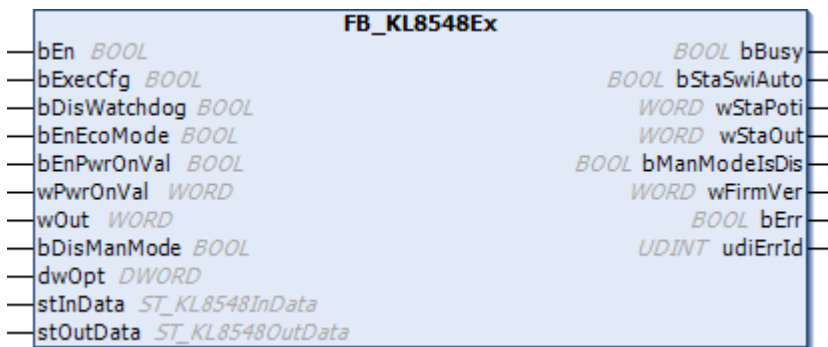 FB_KL8548Ex
bEn BOOL BOOL bBusy
bExecCfg BOOL BOOL bStaSwiAuto
bDisWatchdog BOOL WORD wStaPoti
bEnEcoMode BOOL WORD wStaOut
bEnPwrOnVal BOOL BOOL bManModeIsDis
wPwrOnVal WORD WORD wFirmVer
wOut WORD BOOL bErr
bDisManMode BOOL UDINT udiErrId
dwOpt DWORD
stInData ST_KL8548InData
stOutData ST_KL8548OutData